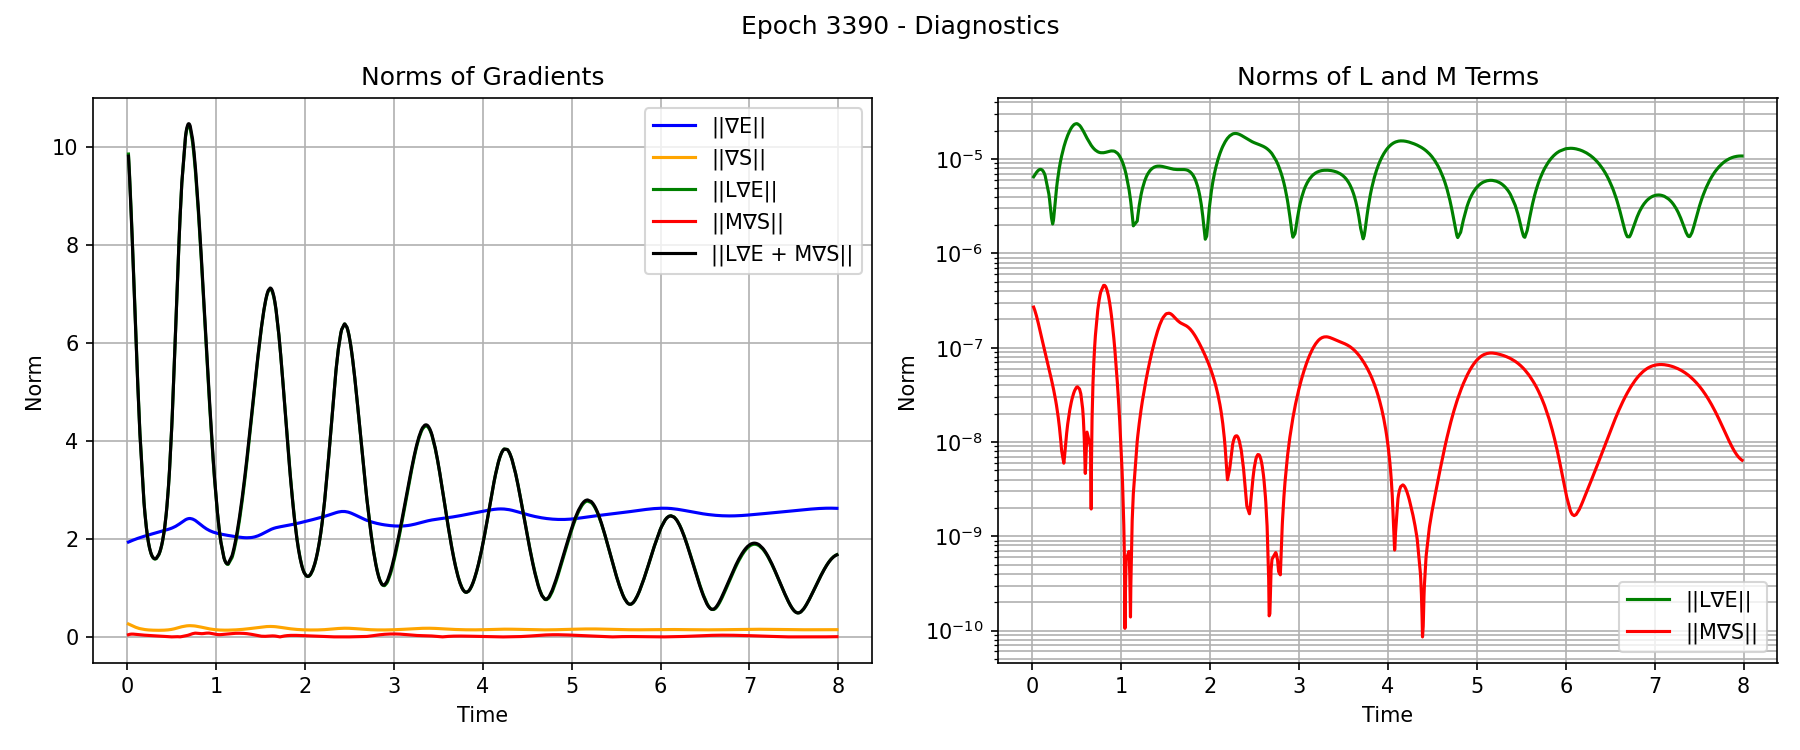 Epoch 3390 - Diagnostics
Norms of Gradients
Norm
10
8
6
4
2
0
0 1 2 3 4 5 6 7 8
Time
||∇E||
||∇S||
||L∇E||
||M∇S||
||L∇E + M∇S||
Norms of L and M Terms
Norm
10⁻⁵
10⁻⁶
10⁻⁷
10⁻⁸
10⁻⁹
10⁻¹⁰
0 1 2 3 4 5 6 7 8
Time
||L∇E||
||M∇S||